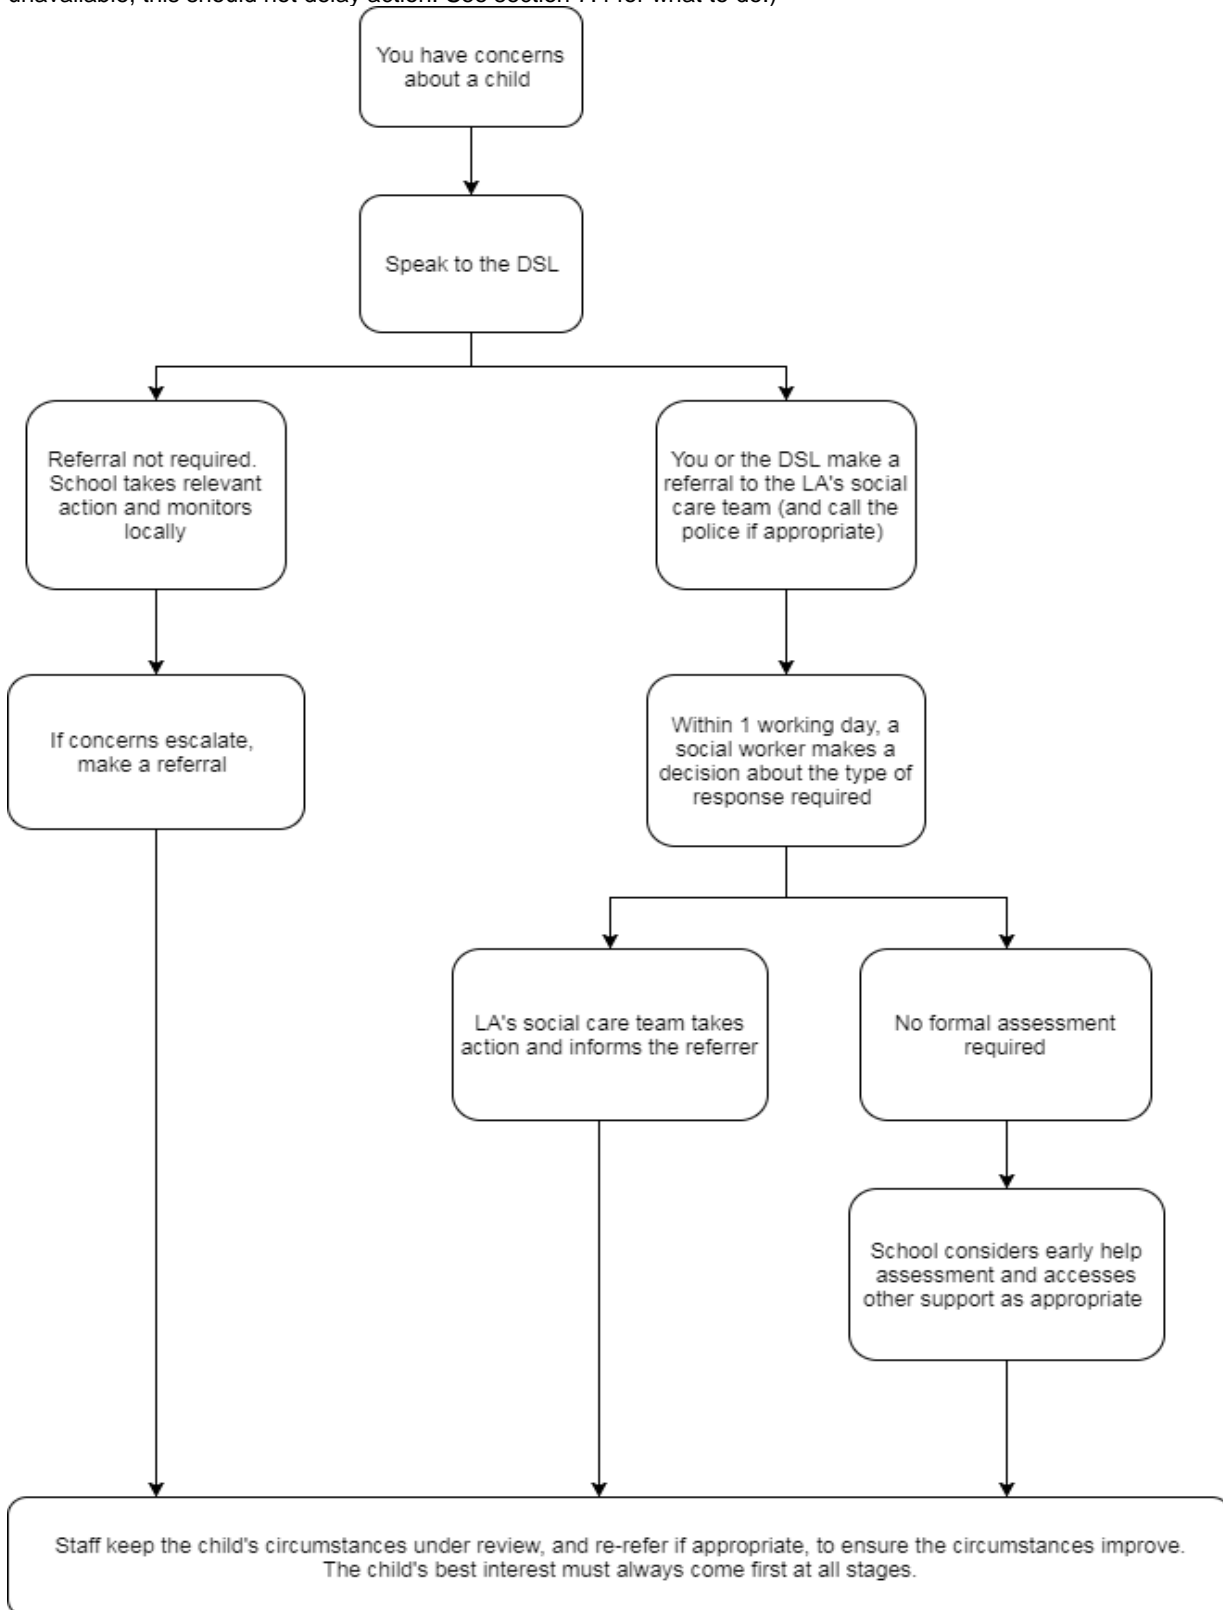 unavailable, this should not delay action. See section 7.4 for what to do.)
You have concerns
about a child
Speak to the DSL
Referral not required.
School takes relevant
action and monitors
locally
You or the DSL make a
referral to the LA's social
care team (and call the
police if appropriate)
If concerns escalate,
make a referral
Within 1 working day, a
social worker makes a
decision about the type of
response required
LA's social care team takes
action and informs the referrer
No formal assessment
required
School considers early help
assessment and accesses
other support as appropriate
Staff keep the child's circumstances under review, and re-refer if appropriate, to ensure the circumstances improve.
The child's best interest must always come first at all stages.